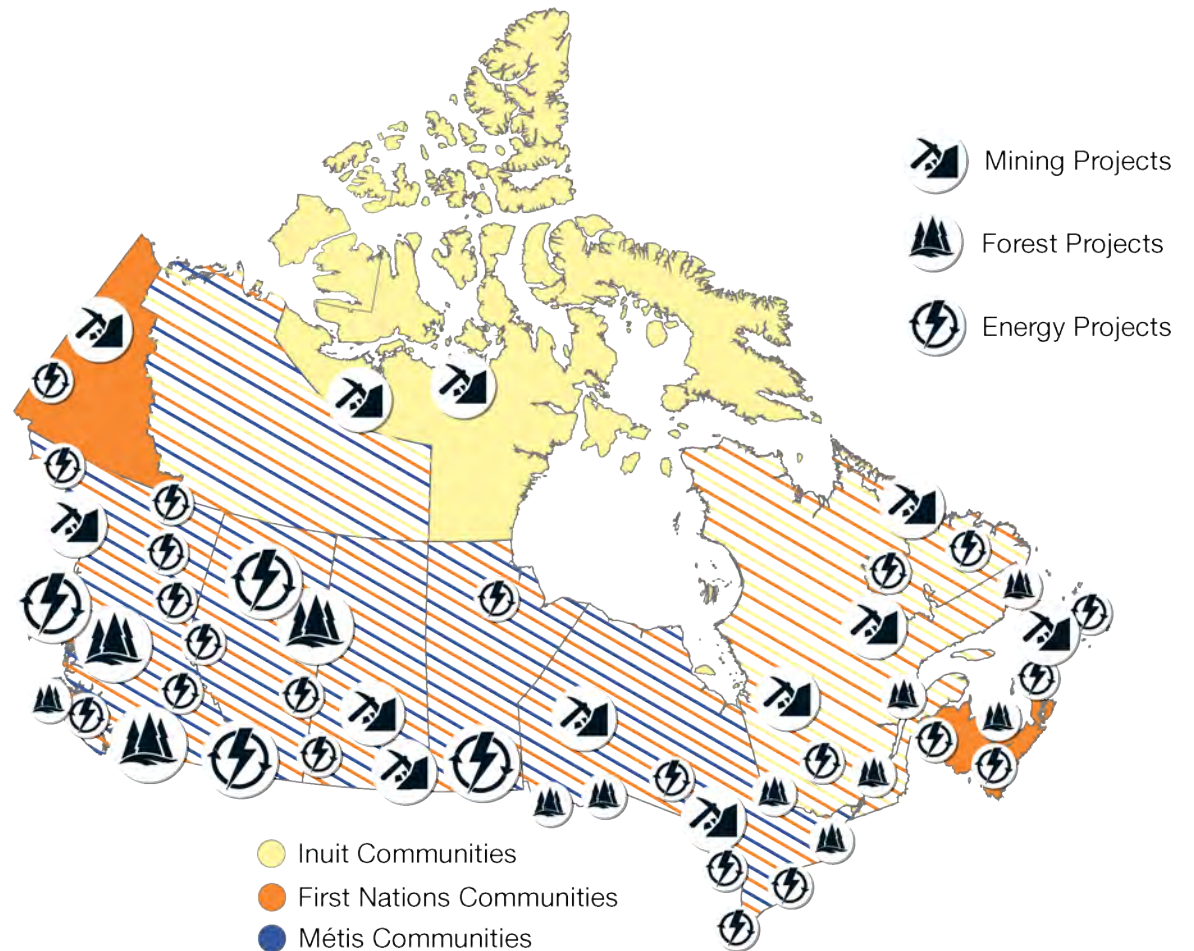 Mining Projects
Forest Projects
Energy Projects
Inuit Communities
First Nations Communities
Métis Communities